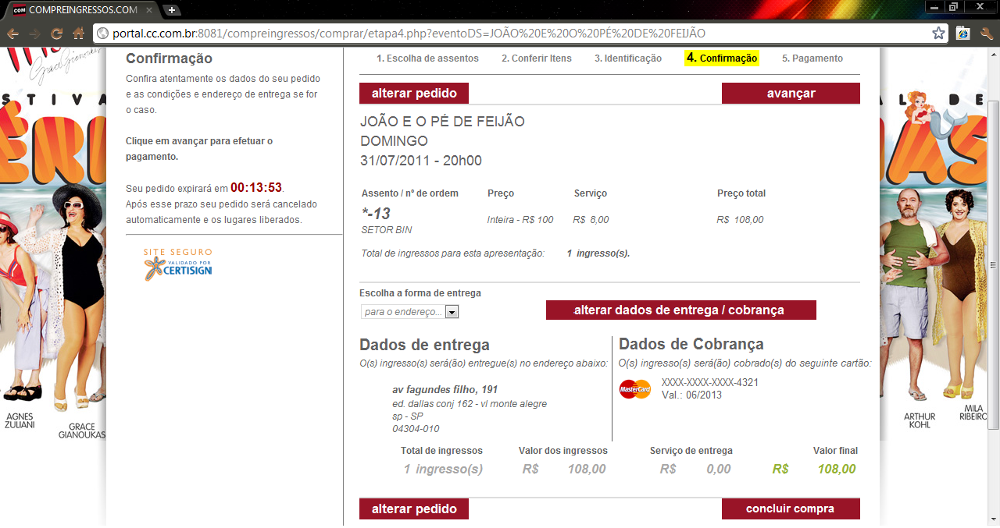 COMPREINGRESSOS.COM
portal.cc.com.br:8081/compreingressos/comprar/etapa4.php?eventoDS=JOÃO%20E%20O%20PÉ%20DE%20FEIJÃO
Confirmação
Confira atentamente os dados do seu pedido
e as condições e endereço de entrega se for
o caso.
Clique em avançar para efetuar o
pagamento.
Seu pedido expirará em 00:13:53.
Após esse prazo seu pedido será cancelado
automaticamente e os lugares liberados.
SITE SEGURO
VALIDADO POR
CERTISIGN
1. Escolha de assentos 2. Conferir Itens 3. Identificação 4. Confirmação 5. Pagamento
alterar pedido avançar
JOÃO E O PÉ DE FEIJÃO
DOMINGO
31/07/2011 - 20h00
Assento / nº de ordem Preço Serviço Preço total
*-13
SETOR BIN Inteira - R$ 100 R$ 8,00 R$ 108,00
Total de ingressos para esta apresentação: 1 ingresso(s).
Escolha a forma de entrega
para o endereço...
alterar dados de entrega / cobrança
Dados de entrega
O(s) ingresso(s) será(ão) entregue(s) no endereço abaixo:
av fagundes filho, 191
ed. dallas conj 162 - vl monte alegre
sp - SP
04304-010
Dados de Cobrança
O(s) ingresso(s) será(ão) cobrado(s) do seguinte cartão:
MasterCard
XXXX-XXXX-XXXX-4321
Val.: 06/2013
Total de ingressos Valor dos ingressos Serviço de entrega Valor final
1 ingresso(s) R$ 108,00 R$ 0,00 R$ 108,00
alterar pedido concluir compra
Grace Gianoukas
STIVA
ÉRI
AGNES
ZULIANI
GRACE
GIANOUKAS
AL DE
AS
ARTHUR
KOHL
MILA
RIBEIRO